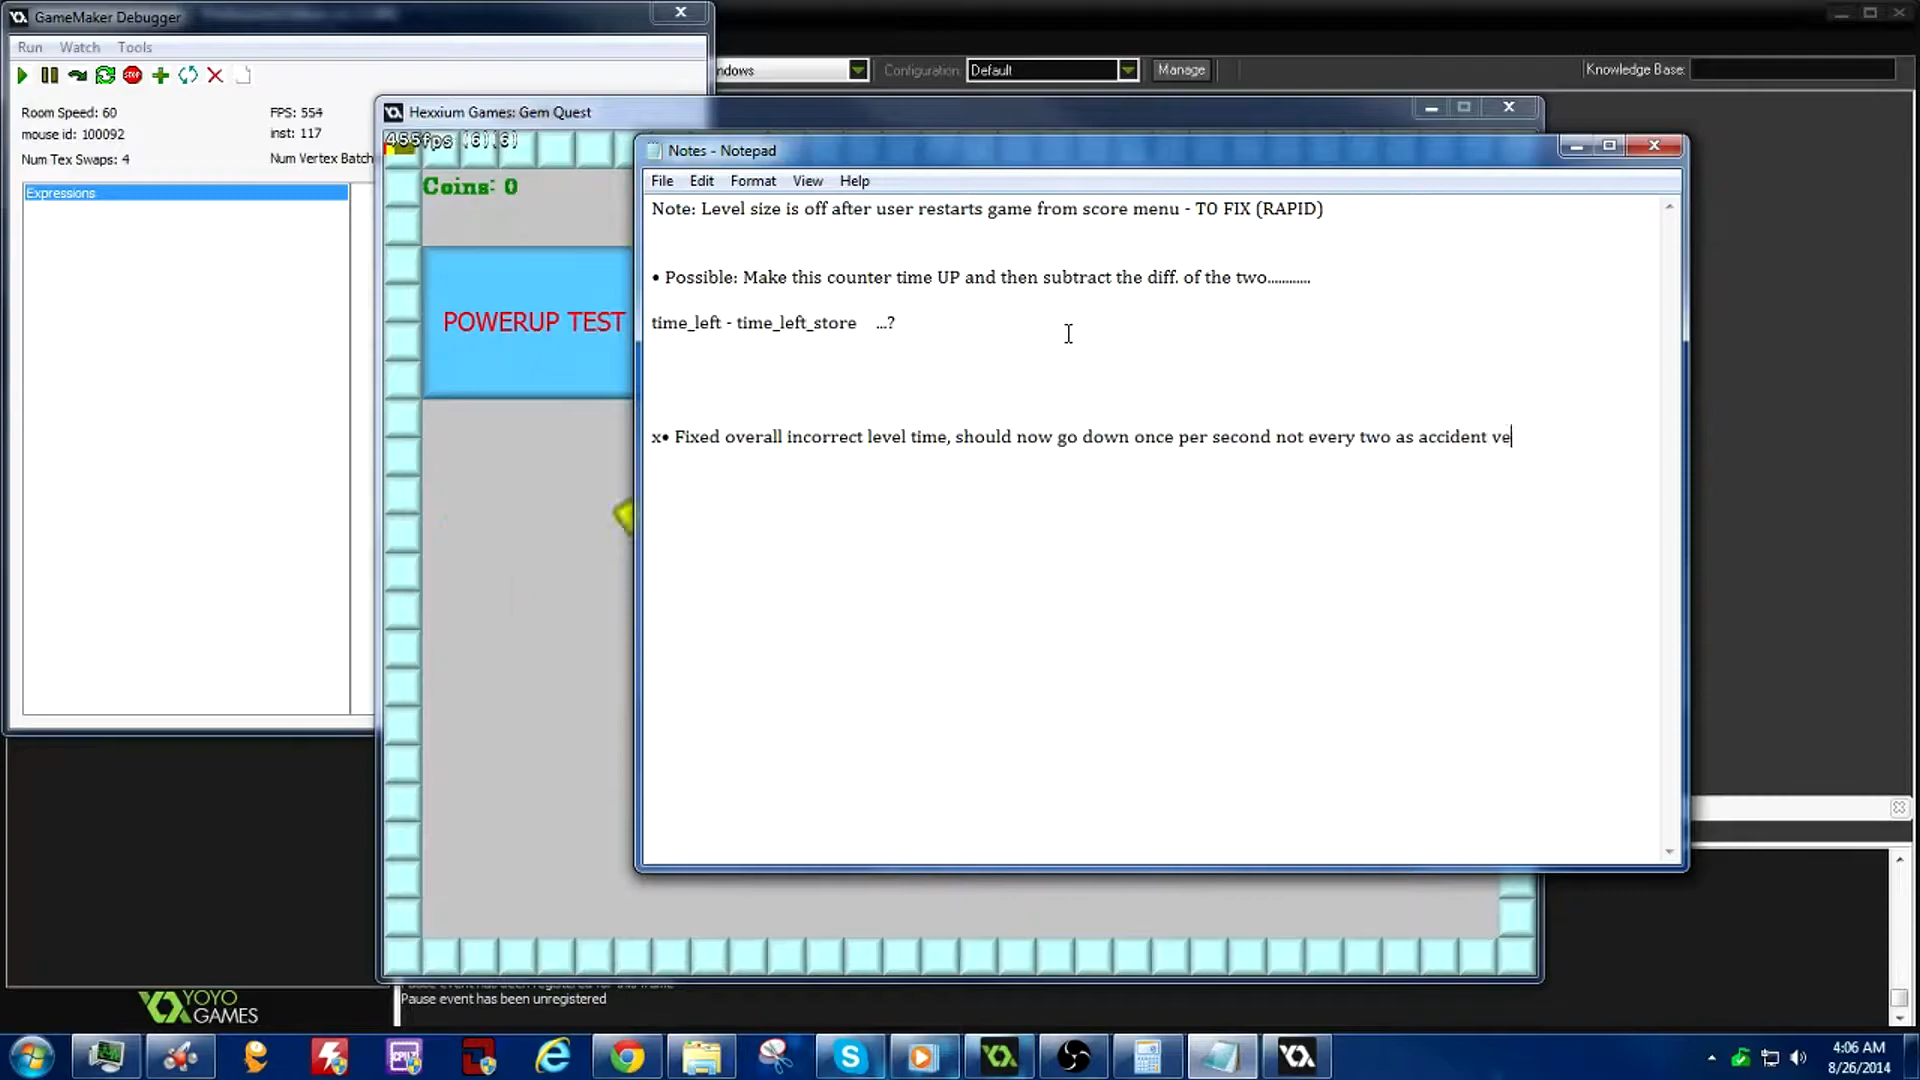 GameMaker Debugger
Run Watch Tools
Room Speed: 60 FPS: 554
mouse id: 100092 inst: 117
Num Tex Swaps: 4 Num Vertex Batch
Expressions
ndows Configuration: Default Manage Knowledge Base:
Hexxium Games: Gem Quest
455fps (6)(6)
Coins: 0
POWERUP TEST
Notes - Notepad
File Edit Format View Help
Note: Level size is off after user restarts game from score menu - TO FIX (RAPID)
• Possible: Make this counter time UP and then subtract the diff. of the two............
time_left - time_left_store ...?
x• Fixed overall incorrect level time, should now go down once per second not every two as accident ve
Pause event has been unregistered
YOYO
GAMES
4:06 AM
8/26/2014